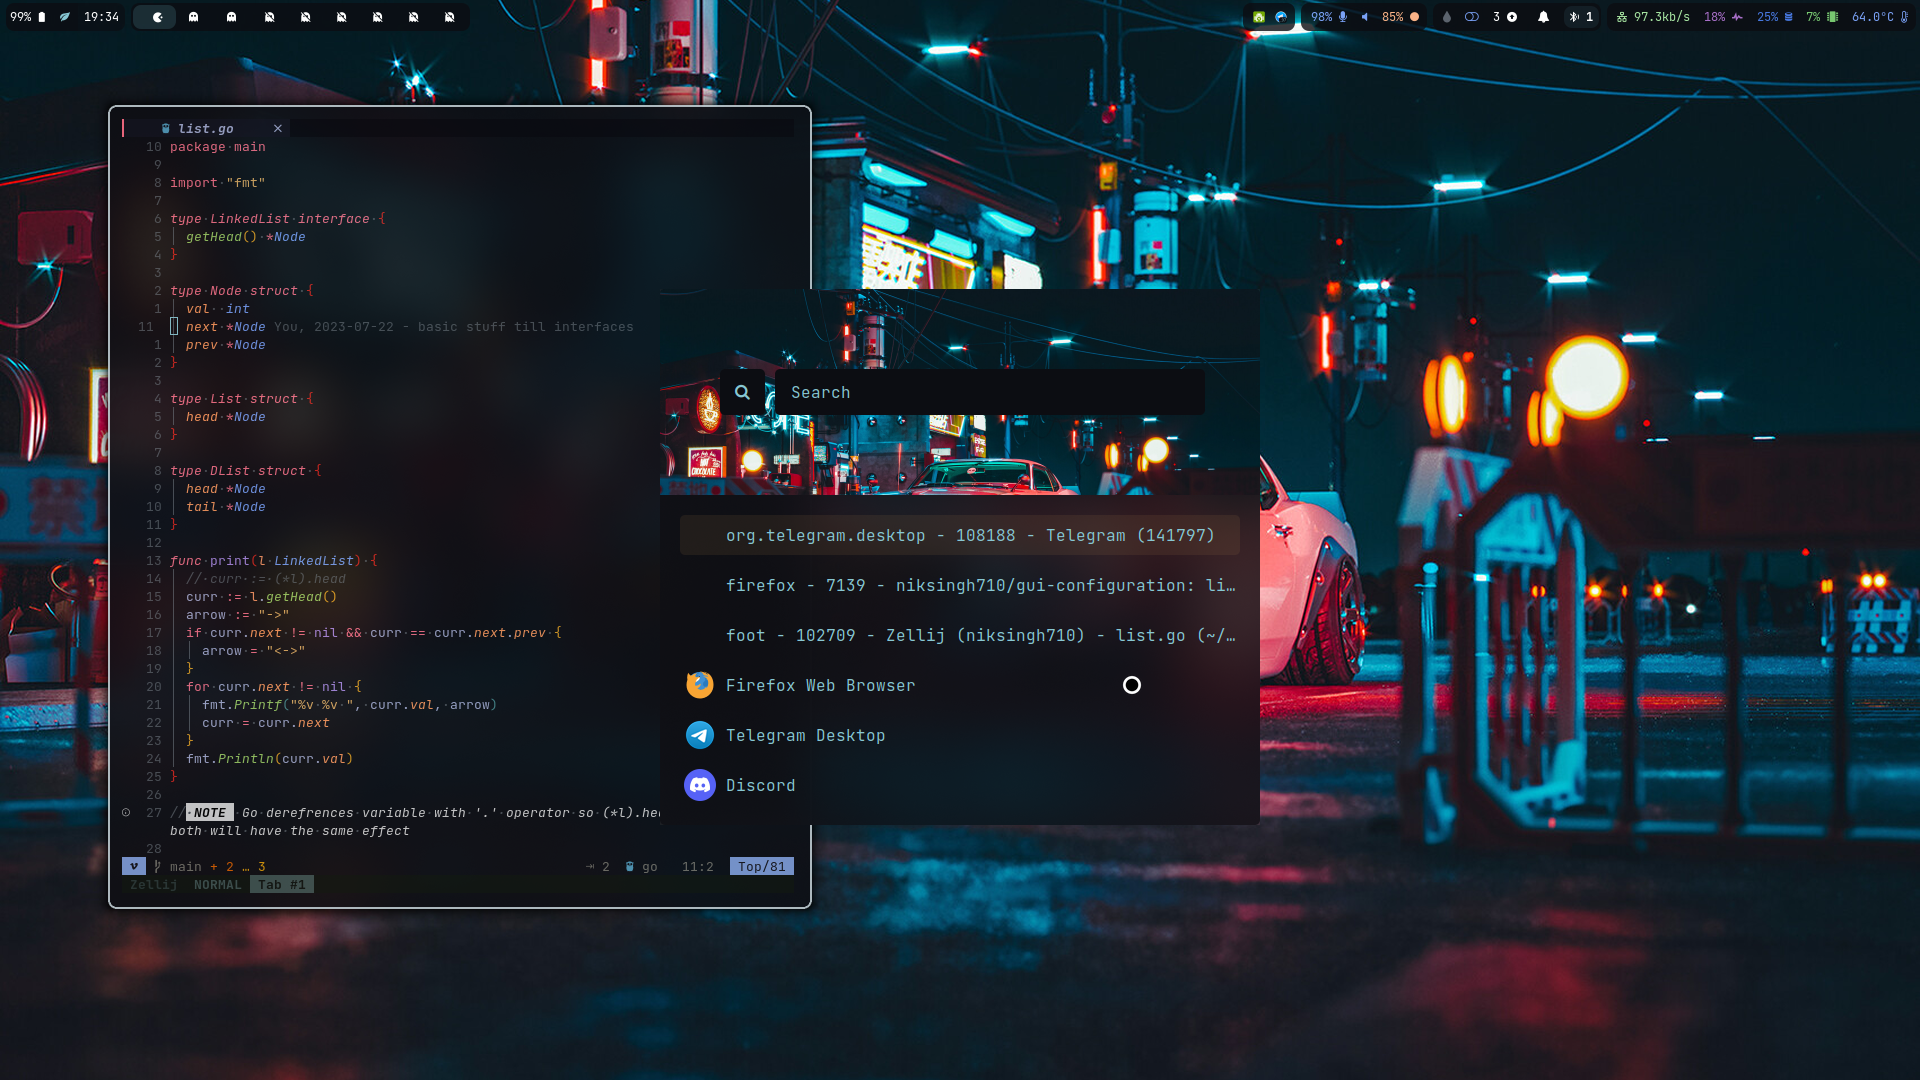 99% 19:34
98% 85% 3 1 97.3kb/s 18% 25% 7% 64.0°C
list.go ×
10 package·main
9
8 import·"fmt"
7
6 type·LinkedList·interface·{
5 getHead()·*Node
4 }
3
2 type·Node·struct·{
1 val··int
11 next·*Node You, 2023-07-22 - basic stuff till interfaces
1 prev·*Node
2 }
3
4 type·List·struct·{
5 head·*Node
6 }
7
8 type·DList·struct·{
9 head·*Node
10 tail·*Node
11 }
12
13 func·print(l·LinkedList)·{
14 //·curr·:=·(*l).head
15 curr·:=·l.getHead()
16 arrow·:=·"->"
17 if·curr.next·!=·nil·&&·curr·==·curr.next.prev·{
18 arrow·=·"<->"
19 }
20 for·curr.next·!=·nil·{
21 fmt.Printf("%v·%v·",·curr.val,·arrow)
22 curr·=·curr.next
23 }
24 fmt.Println(curr.val)
25 }
26
27 //·NOTE·Go·derefrences·variable·with·'.'·operator·so·(*l).hea
both·will·have·the·same·effect
28
main + 2 … 3 2 go 11:2 Top/81
Zellij NORMAL Tab #1
Search
org.telegram.desktop - 108188 - Telegram (141797)
firefox - 7139 - niksingh710/gui-configuration: li…
foot - 102709 - Zellij (niksingh710) - list.go (~/…
Firefox Web Browser
Telegram Desktop
Discord
CHOCOLATE